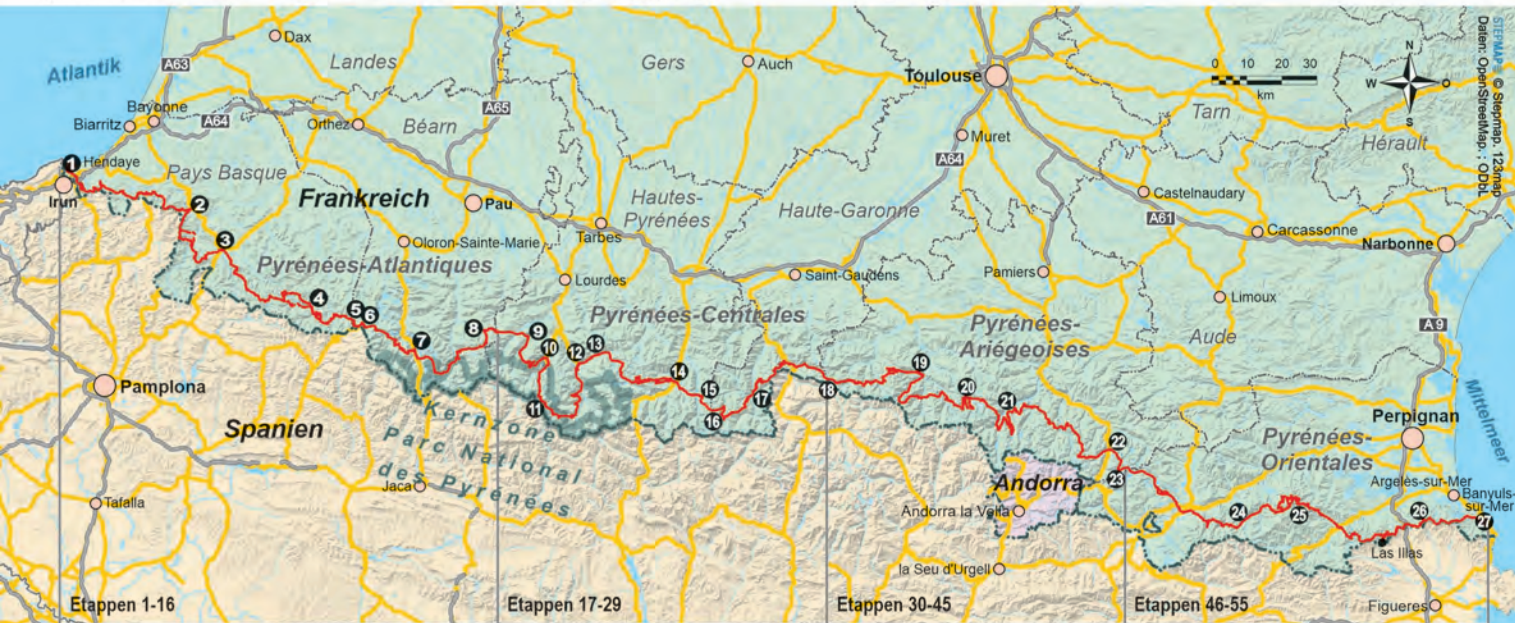 Atlantik
Dax
Landes
Gers
Auch
Toulouse
0 10 20 30
km
N
W
O
S
STEPMAP © Stepmap, 123map
Daten: OpenStreetMap, ; ODbL
A63
Bayonne
Biarritz
A64
Orthez
Béarn
A65
Muret
A64
Tarn
Hérault
1
Hendaye
Irun
Pays Basque
2
Frankreich
Pau
Hautes-
Pyrénées
Haute-Garonne
Castelnaudary
A61
Carcassonne
Narbonne
3
Oloron-Sainte-Marie
Tarbes
Pyrénées-Atlantiques
Lourdes
Saint-Gaudens
Pamiers
Limoux
4
5
6
7
8
9
10
11
12
13
Pyrénées-Centrales
14
15
16
17
18
Pyrénées-
Ariégeoises
Aude
A 9
19
20
21
22
23
Pamplona
Spanien
Kernzone
Parc National
des Pyrénées
Mittelmeer
Perpignan
Pyrénées-
Orientales
Tafalla
Jaca
Andorra
Andorra la Vella
Argelès-sur-Mer
Banyuls-
sur-Mer
24
25
26
27
Las Illas
la Seu d'Urgell
Figueres
Etappen 1-16
Etappen 17-29
Etappen 30-45
Etappen 46-55